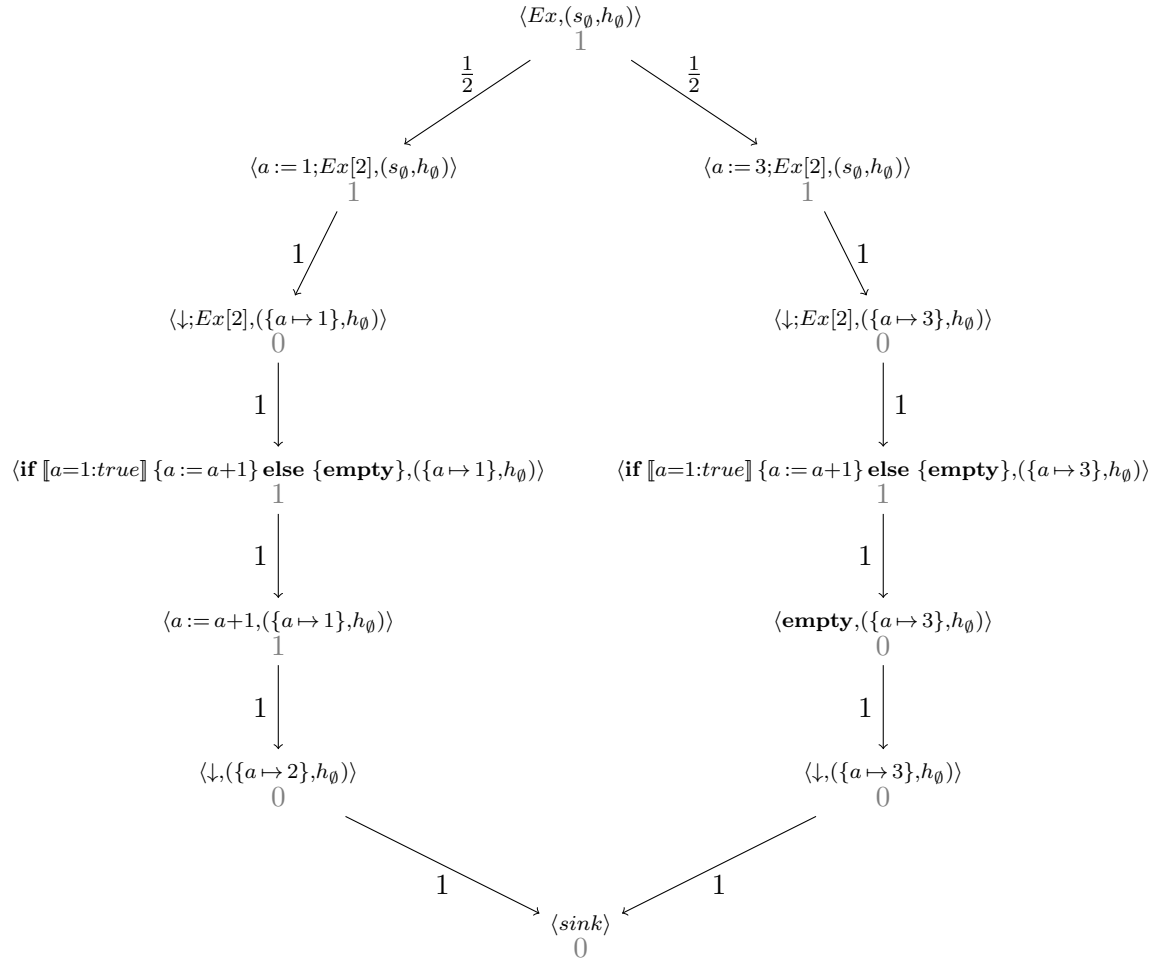 ⟨Ex,(s∅,h∅)⟩
1
1/2 1/2
⟨a := 1;Ex[2],(s∅,h∅)⟩ ⟨a := 3;Ex[2],(s∅,h∅)⟩
1 1
1 1
⟨↓;Ex[2],({a ↦ 1},h∅)⟩ ⟨↓;Ex[2],({a ↦ 3},h∅)⟩
0 0
1 1
⟨if ⟦a=1:true⟧ {a := a+1} else {empty},({a ↦ 1},h∅)⟩ ⟨if ⟦a=1:true⟧ {a := a+1} else {empty},({a ↦ 3},h∅)⟩
1 1
1 1
⟨a := a+1,({a ↦ 1},h∅)⟩ ⟨empty,({a ↦ 3},h∅)⟩
1 0
1 1
⟨↓,({a ↦ 2},h∅)⟩ ⟨↓,({a ↦ 3},h∅)⟩
0 0
1 1
⟨sink⟩
0